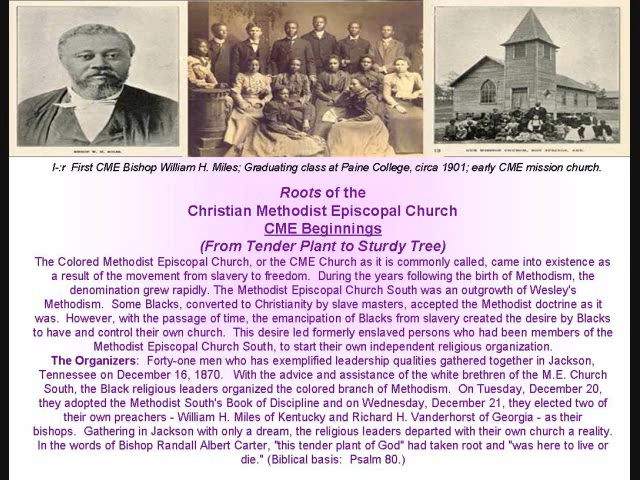 BISHOP W. H. MILES.
OUR MISSION CHURCH, HOT SPRINGS, ARK.
l-:r First CME Bishop William H. Miles; Graduating class at Paine College, circa 1901; early CME mission church.
Roots of the
Christian Methodist Episcopal Church
CME Beginnings
(From Tender Plant to Sturdy Tree)
The Colored Methodist Episcopal Church, or the CME Church as it is commonly called, came into existence as
a result of the movement from slavery to freedom. During the years following the birth of Methodism, the
denomination grew rapidly. The Methodist Episcopal Church South was an outgrowth of Wesley's
Methodism. Some Blacks, converted to Christianity by slave masters, accepted the Methodist doctrine as it
was. However, with the passage of time, the emancipation of Blacks from slavery created the desire by Blacks
to have and control their own church. This desire led formerly enslaved persons who had been members of the
Methodist Episcopal Church South, to start their own independent religious organization.
The Organizers: Forty-one men who has exemplified leadership qualities gathered together in Jackson,
Tennessee on December 16, 1870. With the advice and assistance of the white brethren of the M.E. Church
South, the Black religious leaders organized the colored branch of Methodism. On Tuesday, December 20,
they adopted the Methodist South's Book of Discipline and on Wednesday, December 21, they elected two of
their own preachers - William H. Miles of Kentucky and Richard H. Vanderhorst of Georgia - as their
bishops. Gathering in Jackson with only a dream, the religious leaders departed with their own church a reality.
In the words of Bishop Randall Albert Carter, "this tender plant of God" had taken root and "was here to live or
die." (Biblical basis: Psalm 80.)